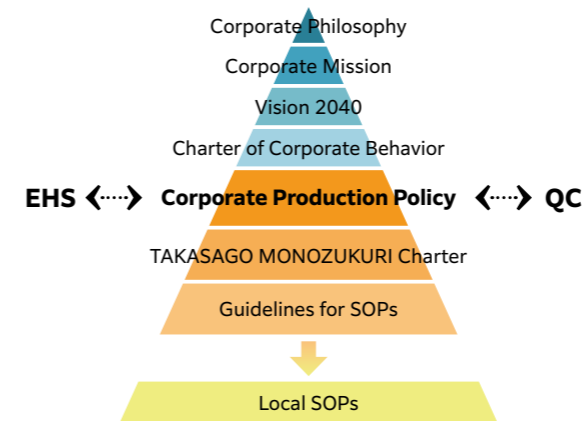 Corporate Philosophy
Corporate Mission
Vision 2040
Charter of Corporate Behavior
EHS Corporate Production Policy QC
TAKASAGO MONOZUKURI Charter
Guidelines for SOPs
Local SOPs